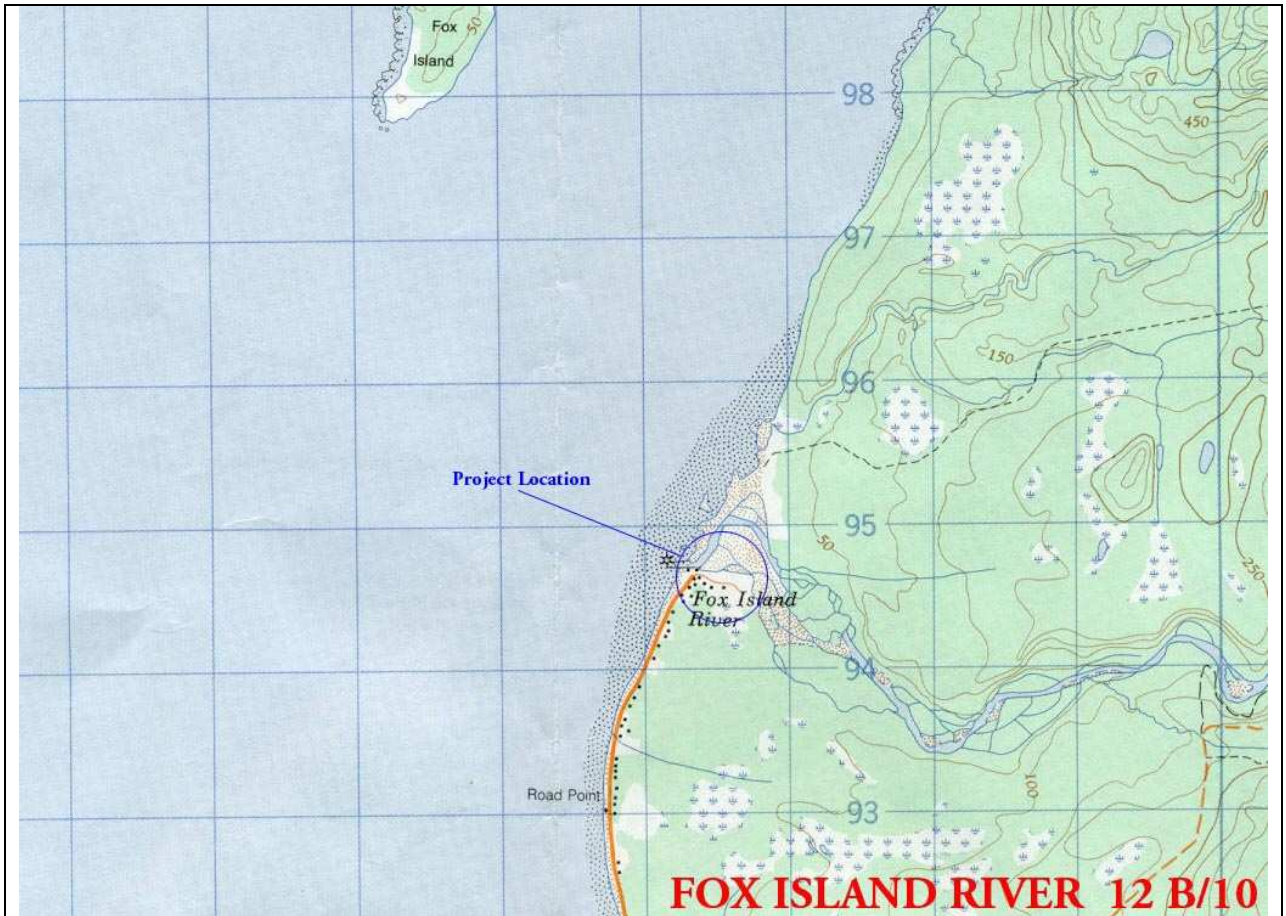 Fox
Island
50
98
450
97
150
96
Project Location
95
50
250
Fox Island
River
94
100
Road Point
93
FOX ISLAND RIVER 12 B/10